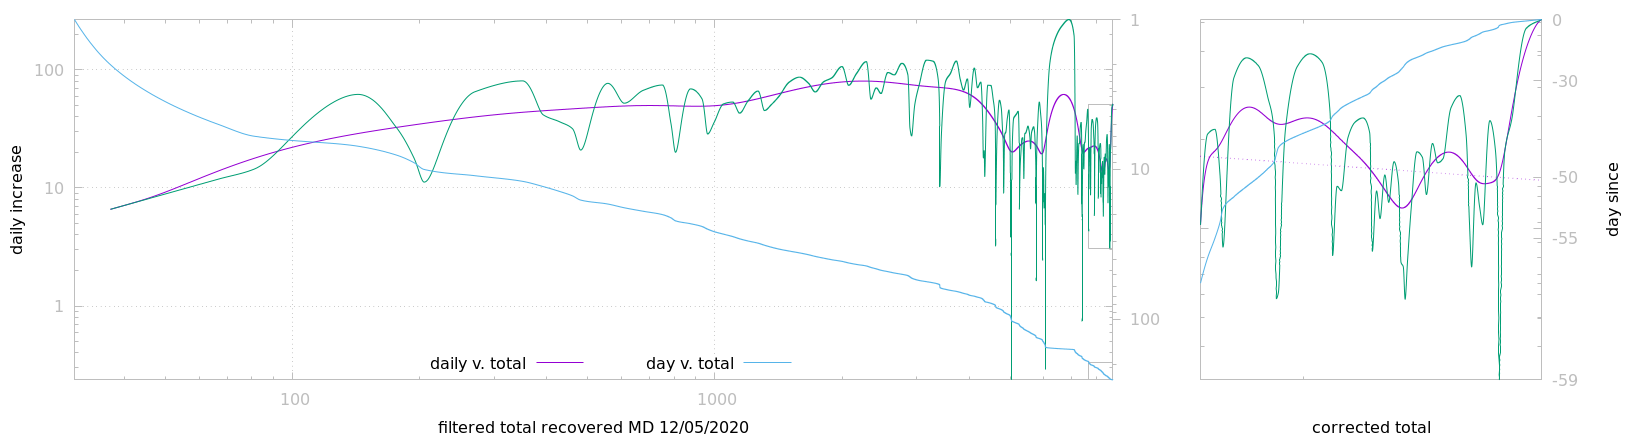 daily increase
100
10
1
100
1000
daily v. total
day v. total
filtered total recovered MD 12/05/2020
1
10
100
0
-30
-50
-55
-59
day since
corrected total